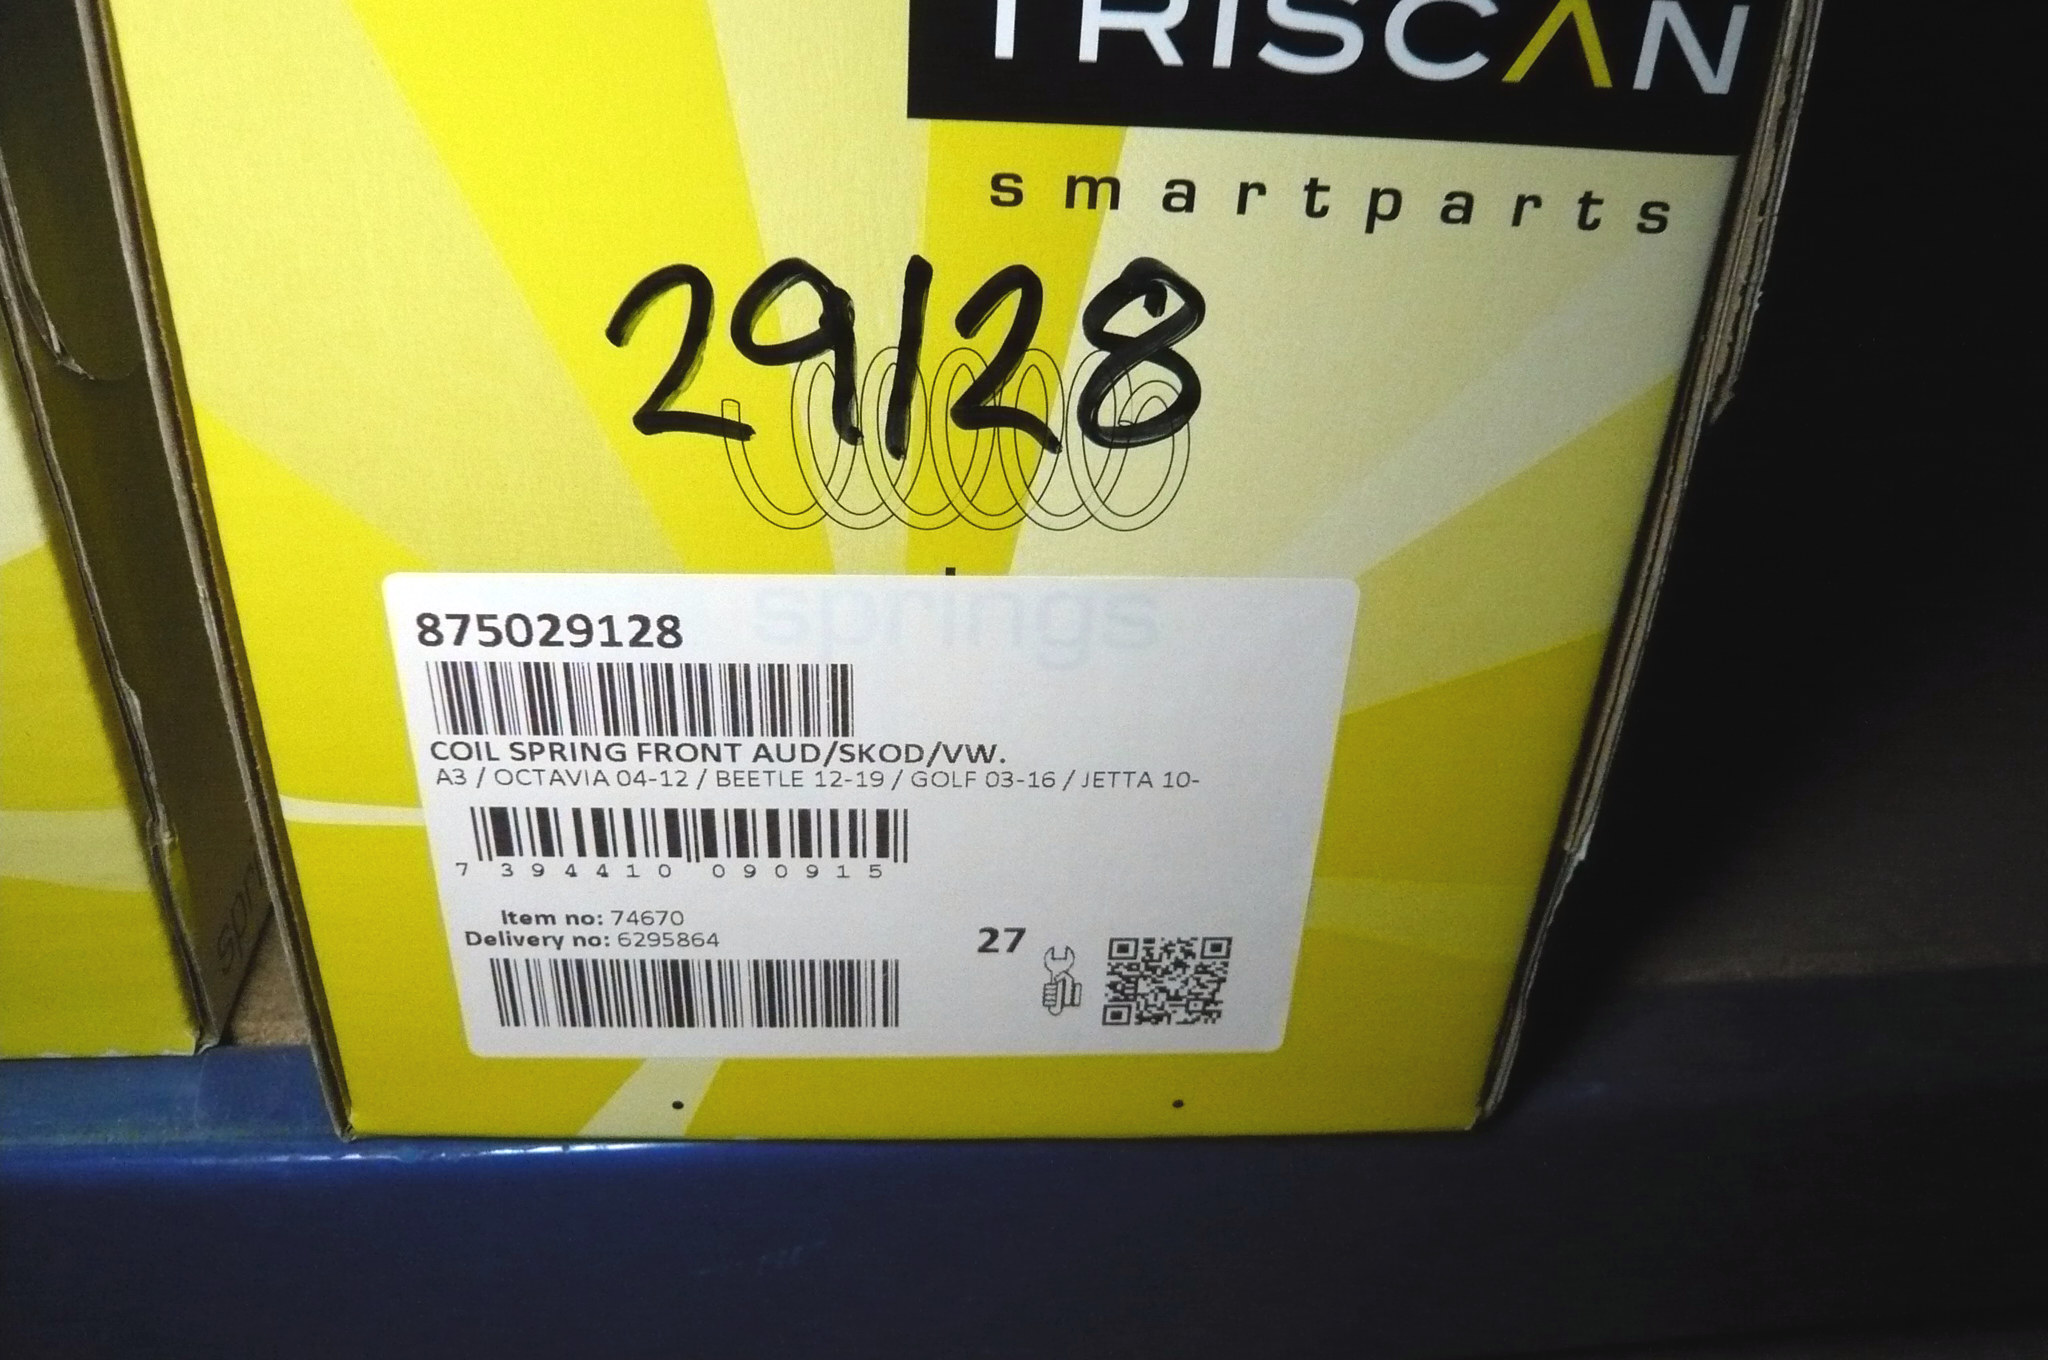 TRISCAN
smartparts
29128
springs
875029128
COIL SPRING FRONT AUD/SKOD/VW.
A3 / OCTAVIA 04-12 / BEETLE 12-19 / GOLF 03-16 / JETTA 10-
7 394410 090915
Item no: 74670
Delivery no: 6295864
27